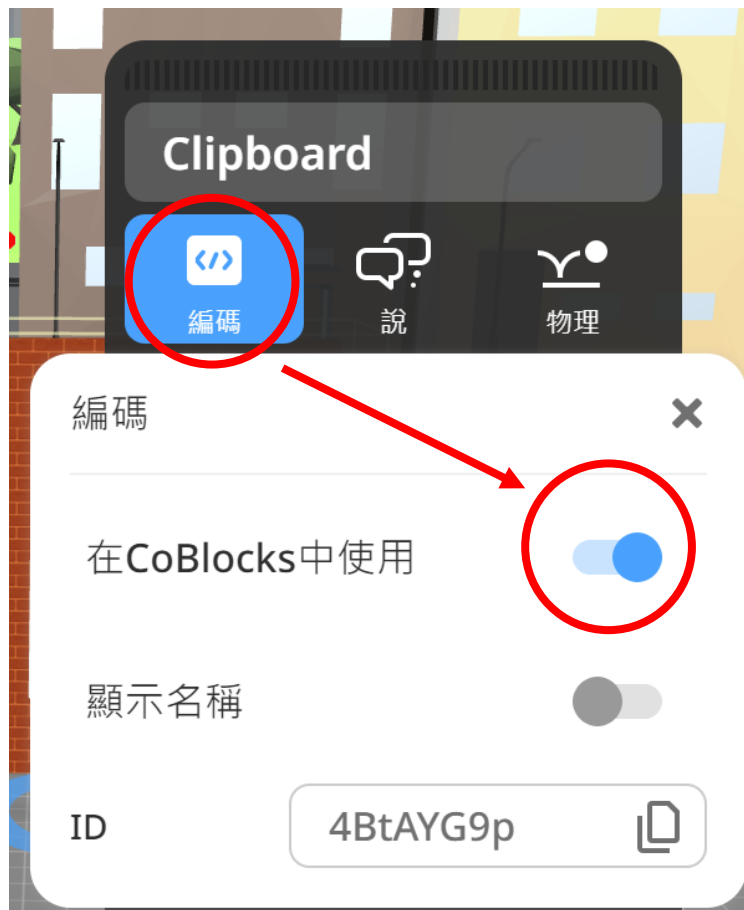 Clipboard
編碼 說 物理
編碼
在CoBlocks中使用
顯示名稱
ID 4BtAYG9p